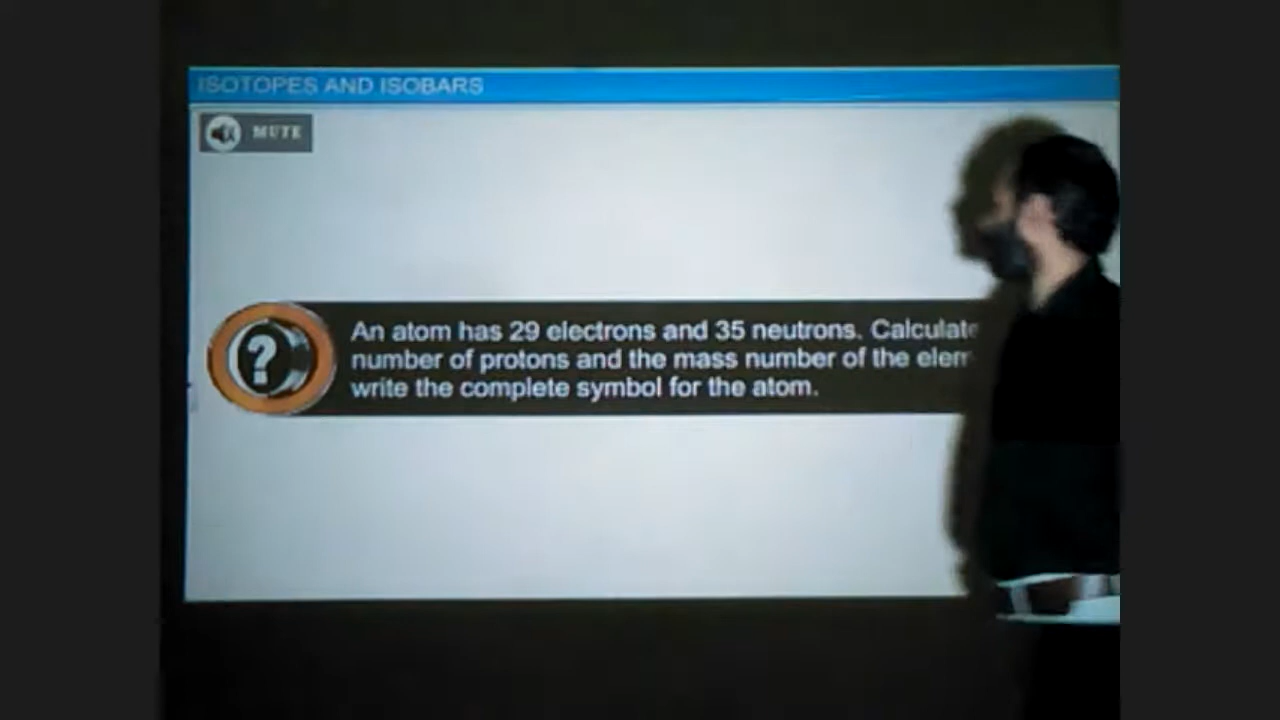 ISOTOPES AND ISOBARS
MUTE
?
An atom has 29 electrons and 35 neutrons. Calculate
number of protons and the mass number of the
write the complete symbol for the atom.